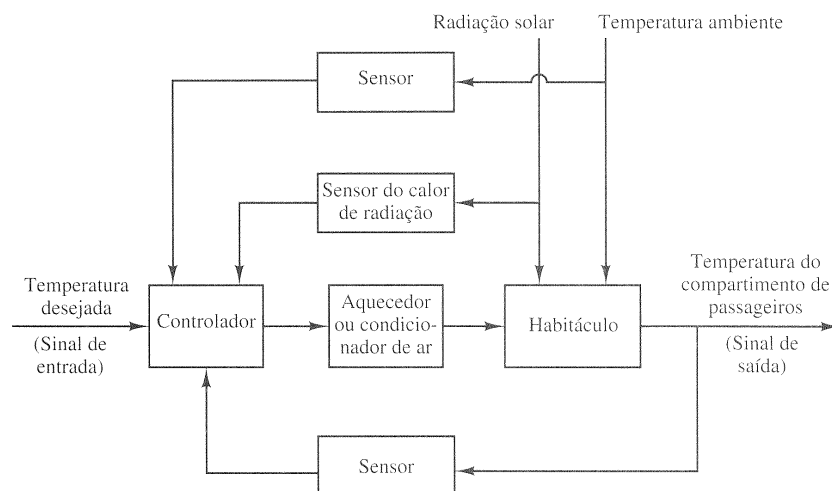 Radiação solar
Temperatura ambiente
Sensor
Sensor do calor
de radiação
Temperatura
desejada
(Sinal de
entrada)
Controlador
Aquecedor
ou condicio-
nador de ar
Habitáculo
Temperatura do
compartimento de
passageiros
(Sinal de
saída)
Sensor